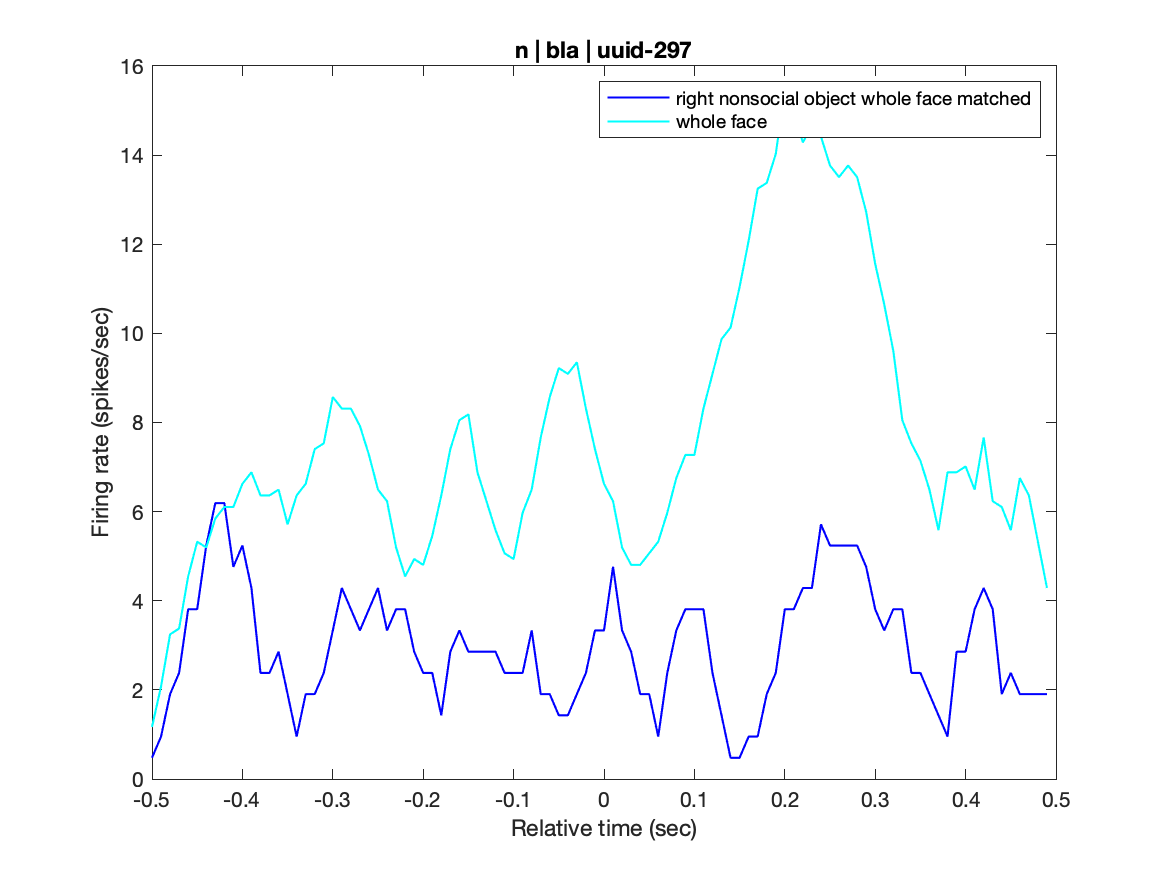 n | bla | uuid-297
16
14
12
10
8
6
4
2
0
Firing rate (spikes/sec)
right nonsocial object whole face matched
whole face
-0.5 -0.4 -0.3 -0.2 -0.1 0 0.1 0.2 0.3 0.4 0.5
Relative time (sec)